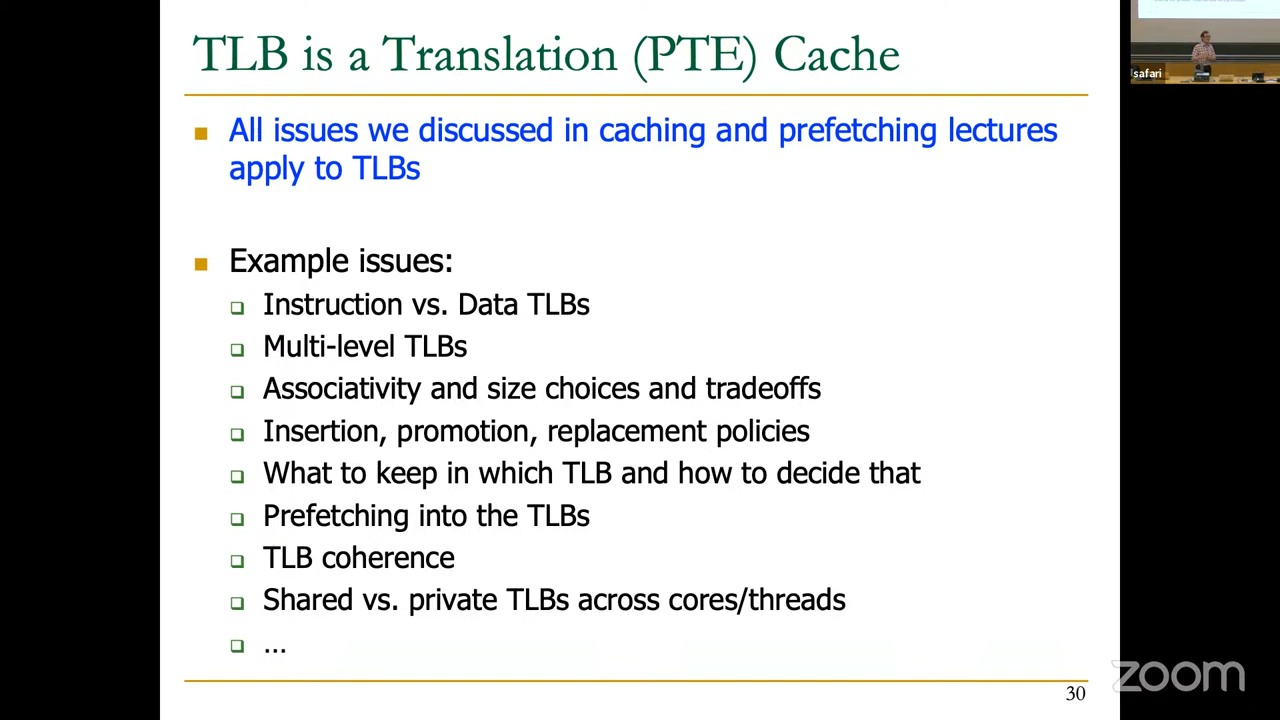 TLB is a Translation (PTE) Cache
All issues we discussed in caching and prefetching lectures
apply to TLBs
Example issues:
Instruction vs. Data TLBs
Multi-level TLBs
Associativity and size choices and tradeoffs
Insertion, promotion, replacement policies
What to keep in which TLB and how to decide that
Prefetching into the TLBs
TLB coherence
Shared vs. private TLBs across cores/threads
...
30
safari
zoom